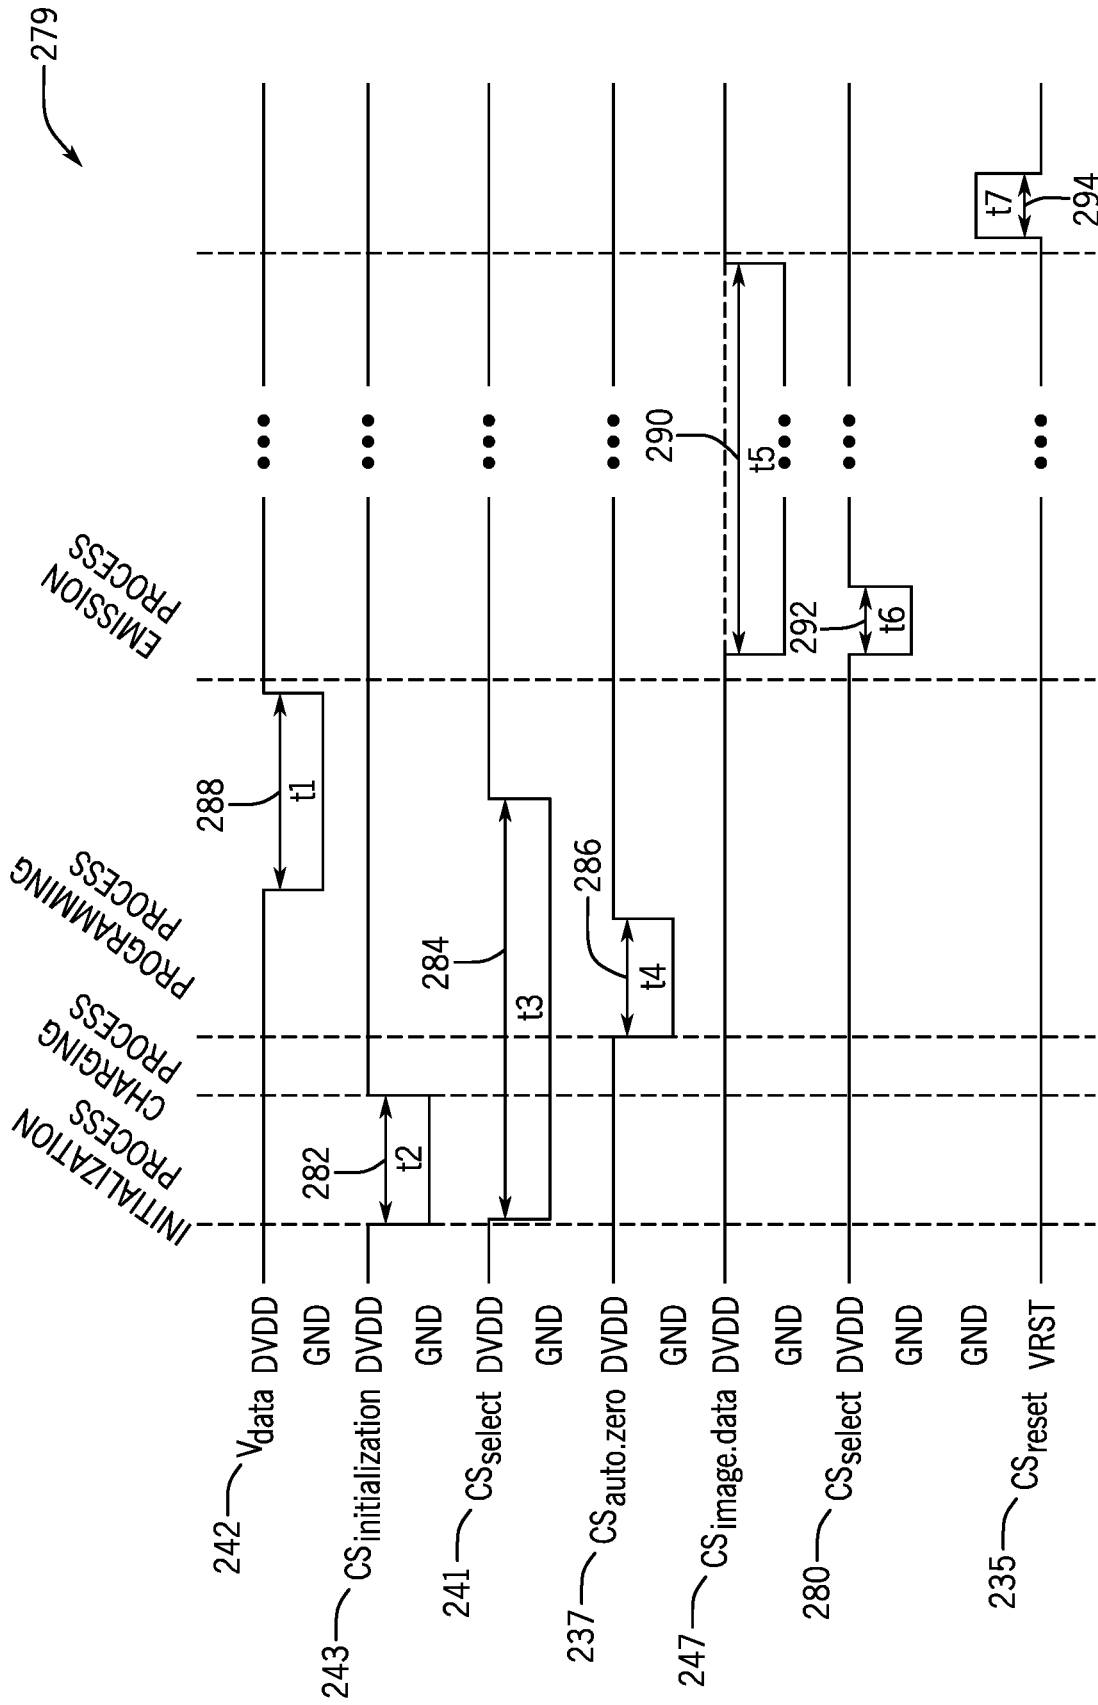 279
INITIALIZATION
PROCESS
CHARGING
PROCESS
PROGRAMMING
PROCESS
EMISSION
PROCESS
242 Vdata DVDD
GND
288
t1
243 CSinitialization DVDD
GND
282
t2
241 CSselect DVDD
GND
284
t3
237 CSauto.zero DVDD
GND
286
t4
247 CSimage.data DVDD
GND
290
t5
280 CSselect DVDD
GND
292
t6
GND
235 CSreset VRST
t7
294